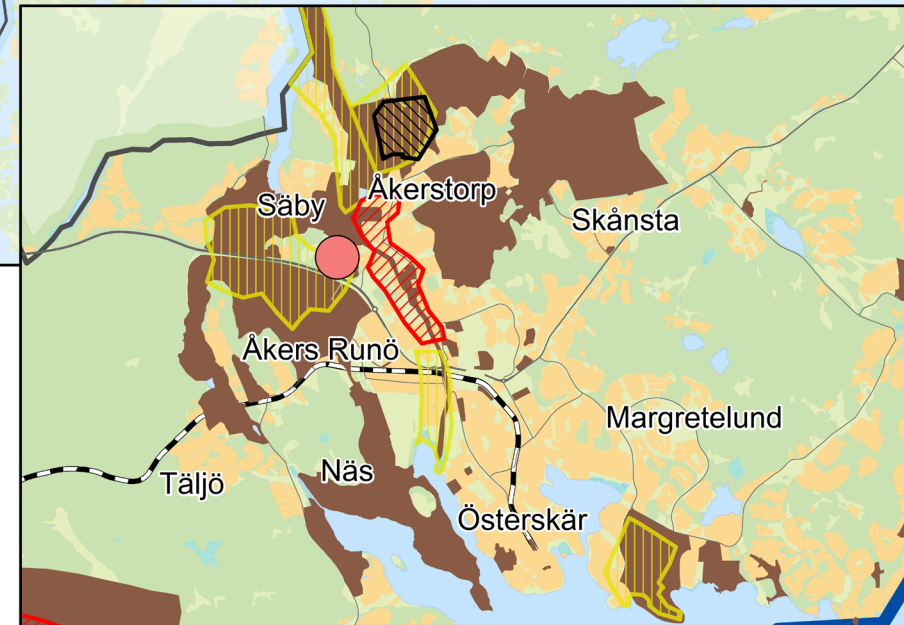 Åkerstorp
Säby
Skånsta
Åkers Runö
Margretelund
Näs
Täljö
Österskär